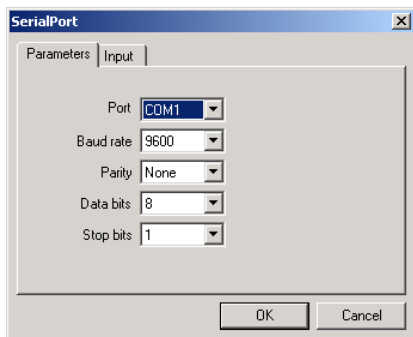 SerialPort
Parameters Input
Port COM1
Baud rate 9600
Parity None
Data bits 8
Stop bits 1
OK Cancel